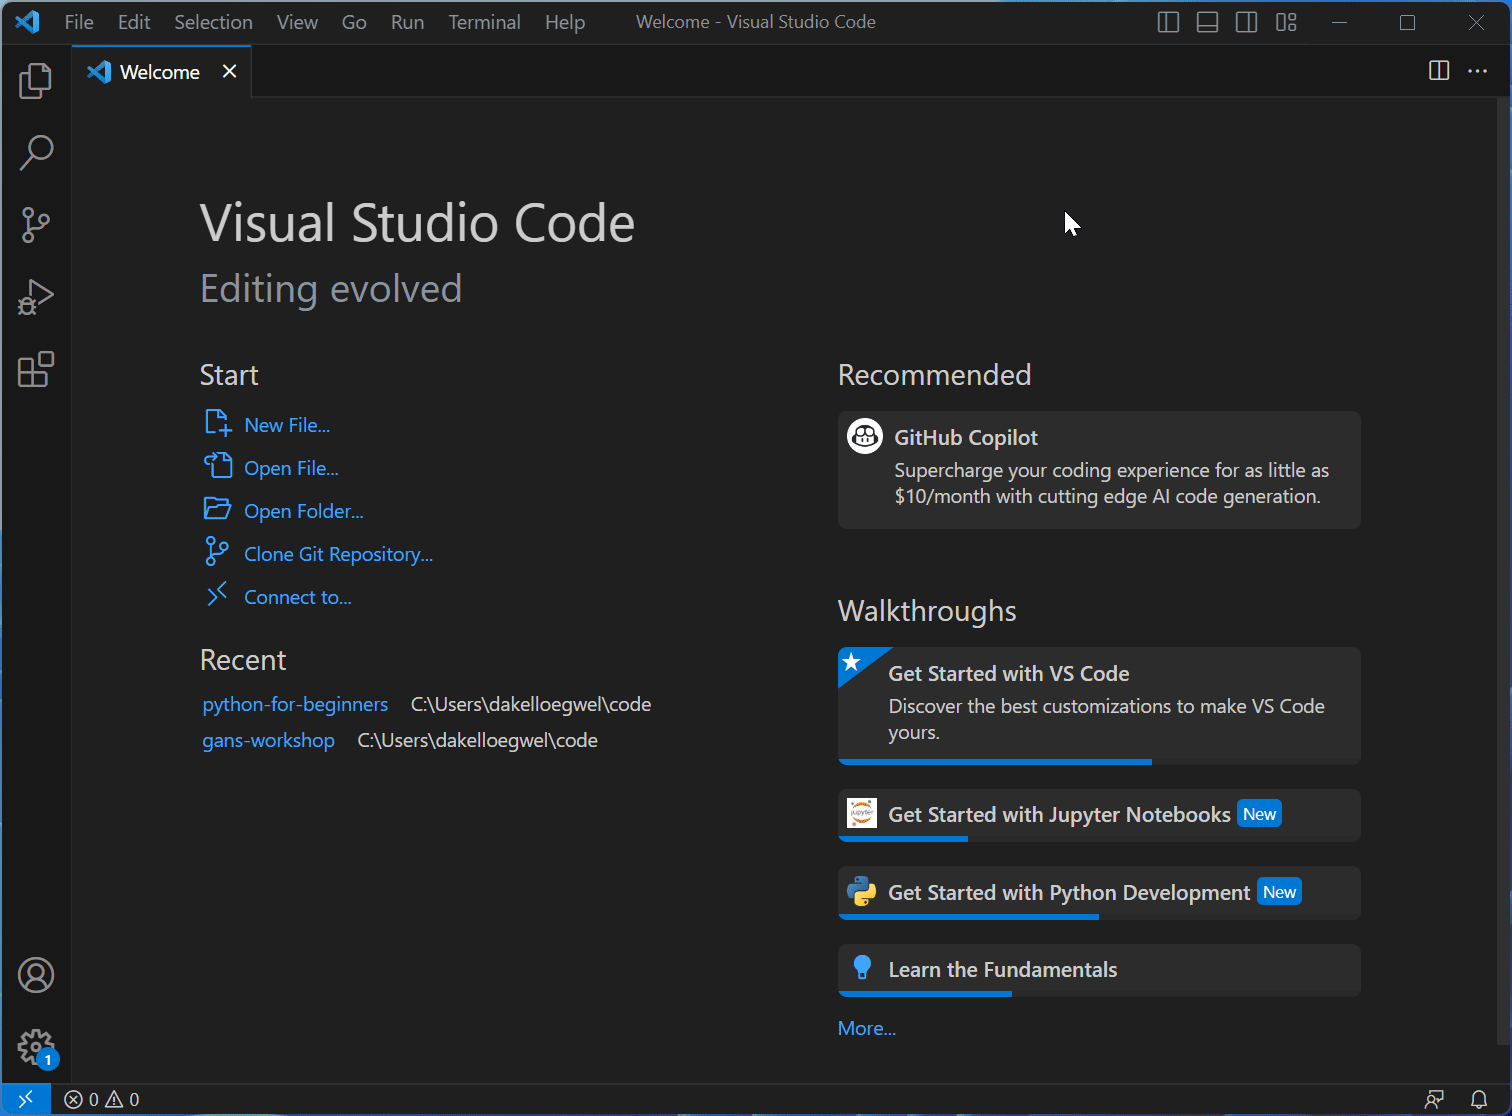 File Edit Selection View Go Run Terminal Help Welcome - Visual Studio Code
Welcome
Visual Studio Code
Editing evolved
Start
New File...
Open File...
Open Folder...
Clone Git Repository...
Connect to...
Recent
python-for-beginners C:\Users\dakelloegwel\code
gans-workshop C:\Users\dakelloegwel\code
Recommended
GitHub Copilot
Supercharge your coding experience for as little as
$10/month with cutting edge AI code generation.
Walkthroughs
Get Started with VS Code
Discover the best customizations to make VS Code
yours.
jupyter
Get Started with Jupyter Notebooks New
Get Started with Python Development New
Learn the Fundamentals
More...
1
0 0